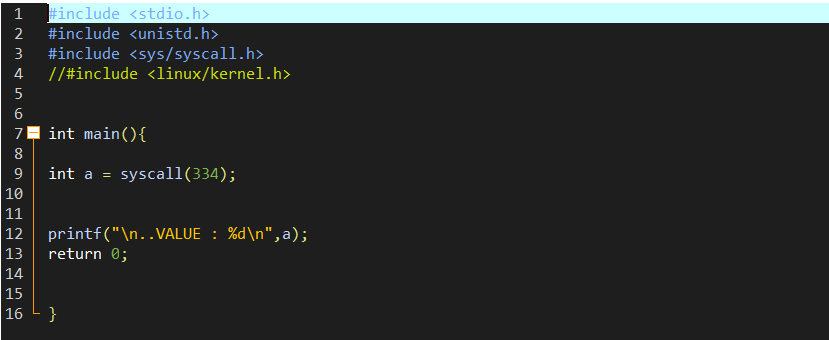 1 #include <stdio.h>
2 #include <unistd.h>
3 #include <sys/syscall.h>
4 //#include <linux/kernel.h>
5
6
7 int main(){
8
9 int a = syscall(334);
10
11
12 printf("\n..VALUE : %d\n",a);
13 return 0;
14
15
16 }